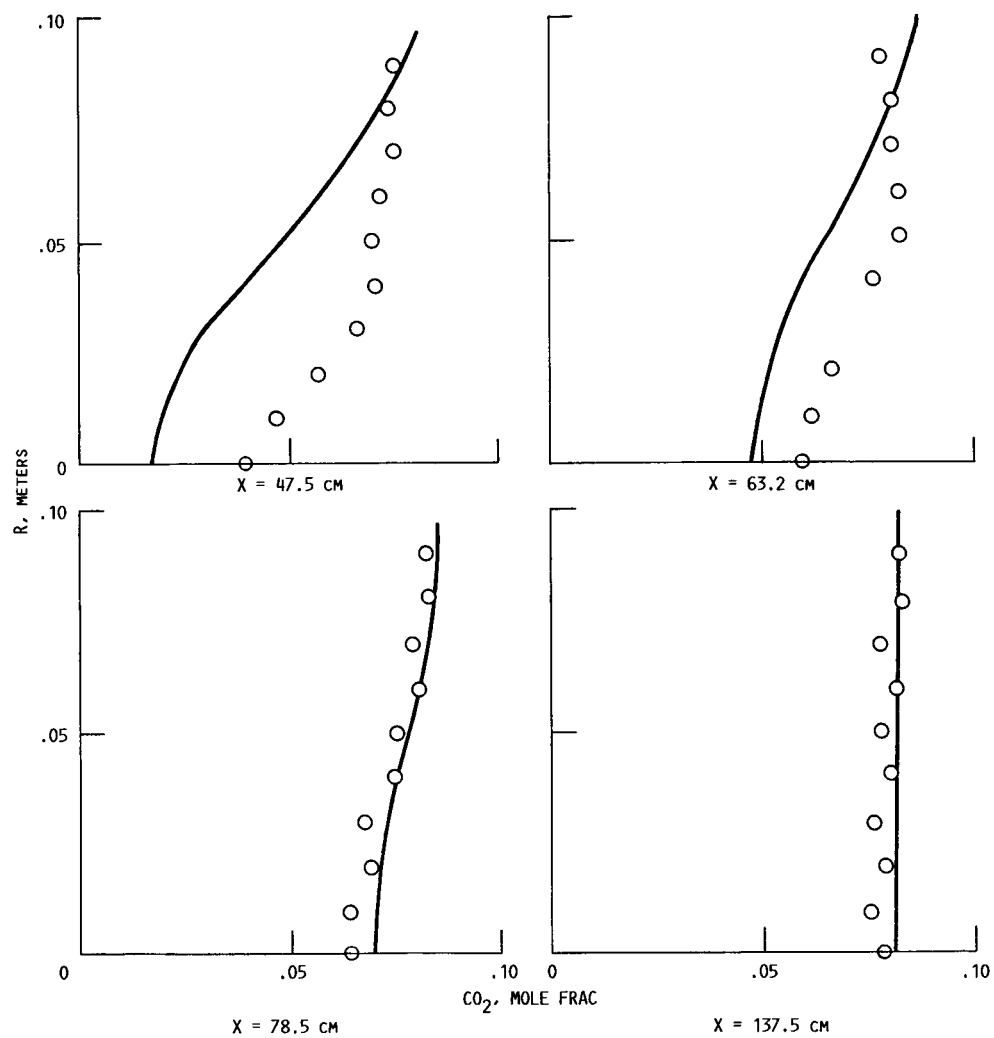 .10
.05
0
R, METERS
X = 47.5 CM
X = 63.2 CM
.10
.05
0
.05
.10
0
.05
.10
CO2, MOLE FRAC
X = 78.5 CM
X = 137.5 CM